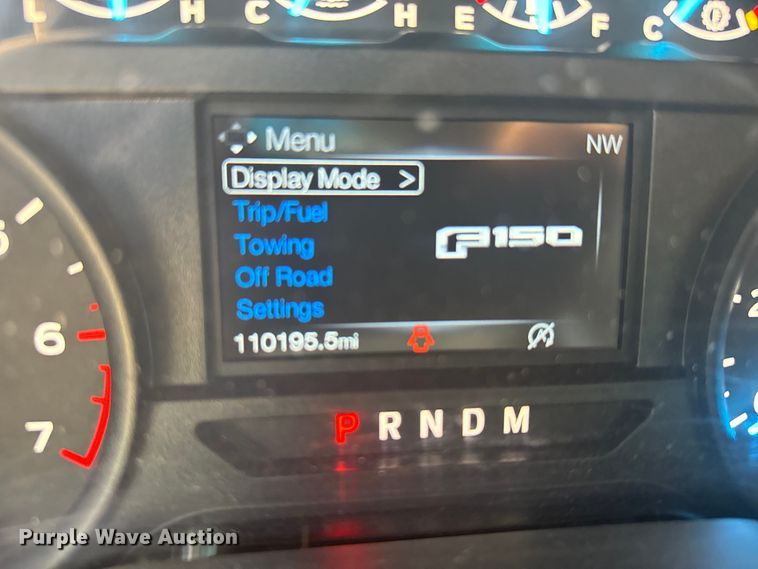 L H C H E F C
Menu NW
Display Mode >
Trip/Fuel
Towing F150
Off Road
Settings
110195.5mi
6
7
P R N D M
Purple Wave Auction